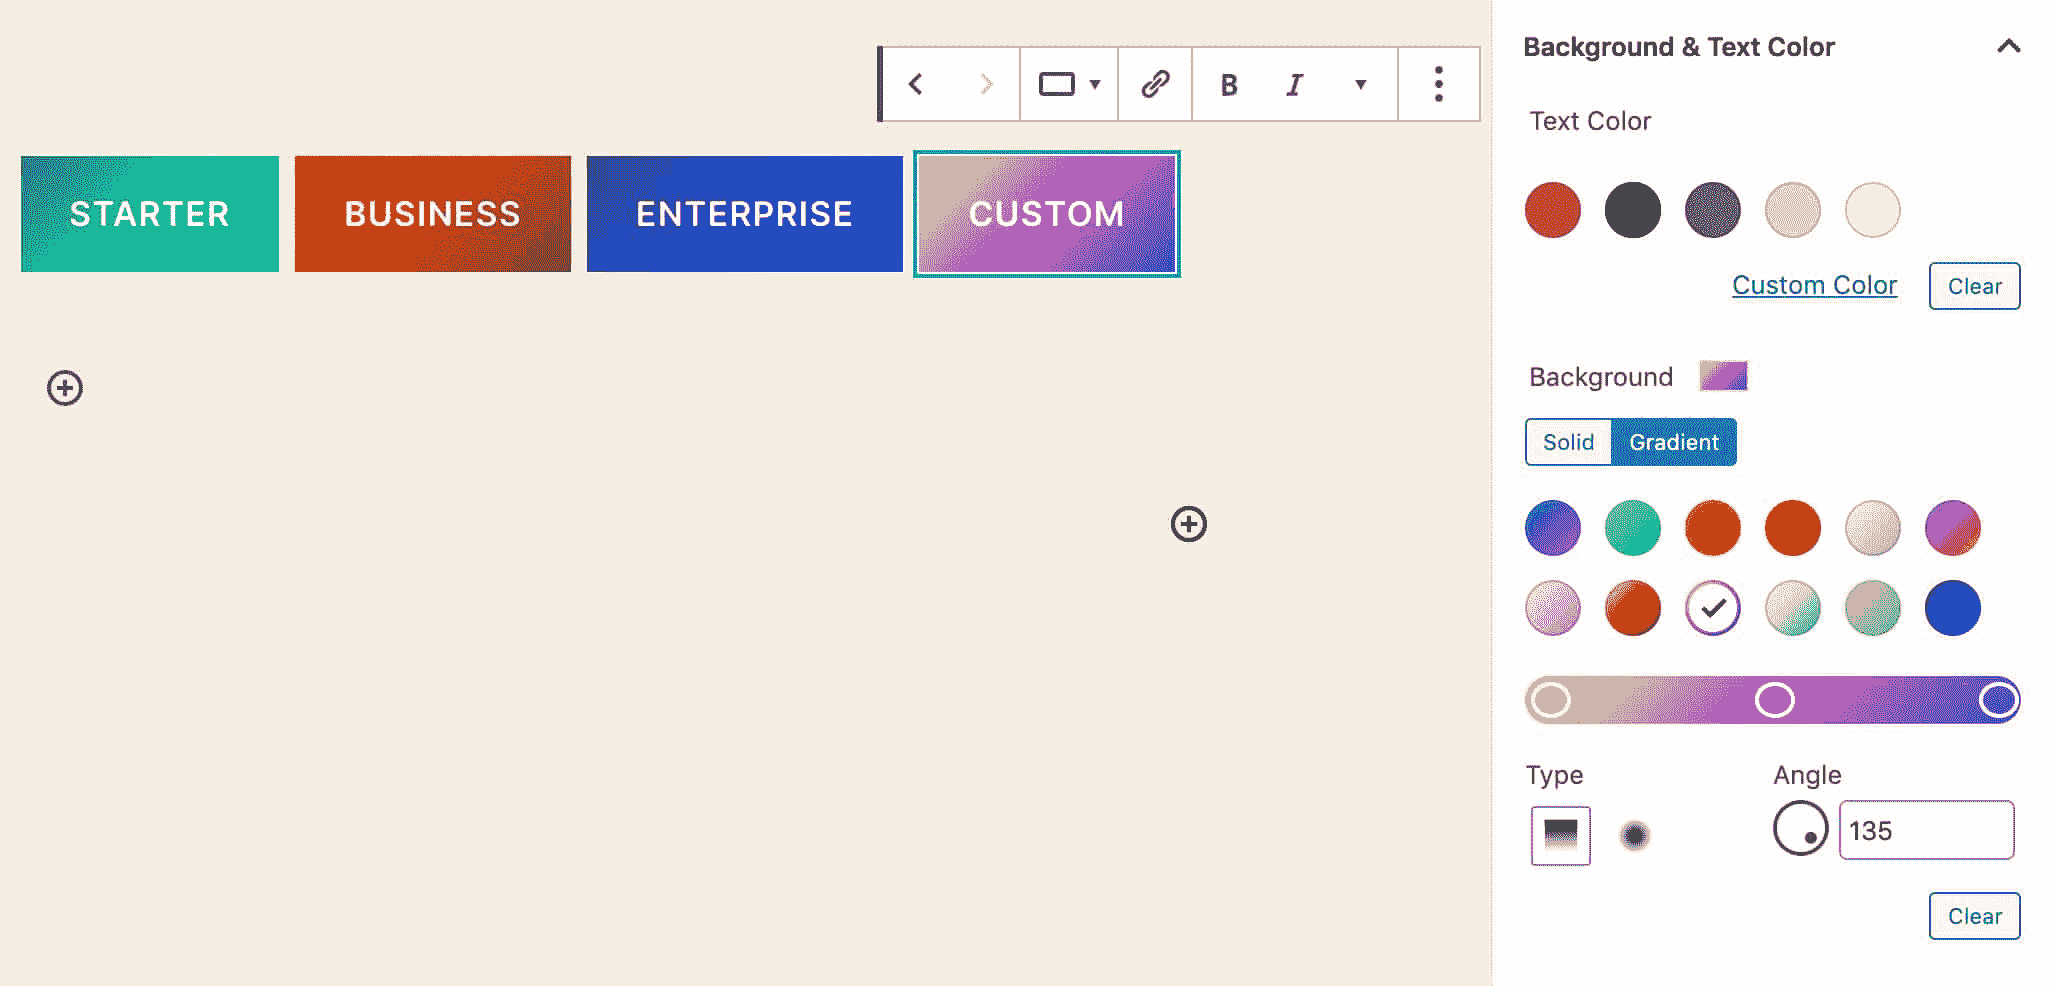 B I
STARTER BUSINESS ENTERPRISE CUSTOM
Background & Text Color
Text Color
Custom Color Clear
Background
Solid Gradient
Type Angle
135
Clear